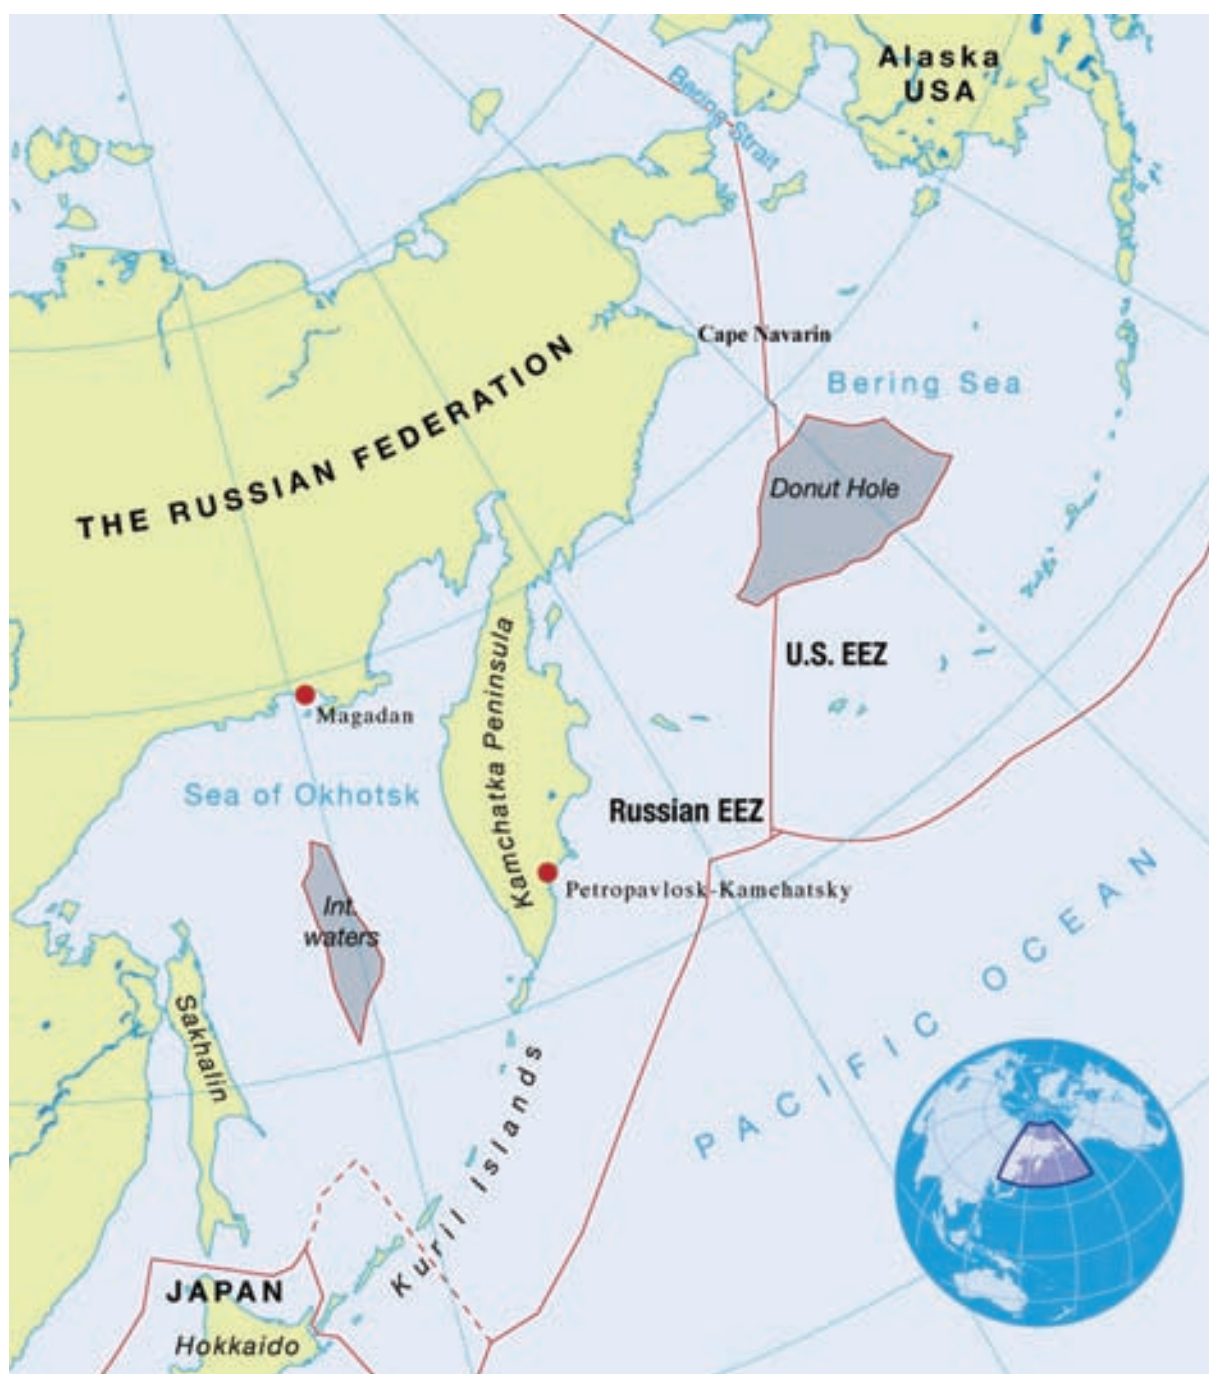 Alaska
USA
Bering Strait
Cape Navarin
THE RUSSIAN FEDERATION
Bering Sea
Donut Hole
Kamchatka Peninsula
U.S. EEZ
Magadan
Sea of Okhotsk
Russian EEZ
Petropavlosk-Kamchatsky
Int.
waters
PACIFIC OCEAN
Sakhalin
Kuril Islands
JAPAN
Hokkaido